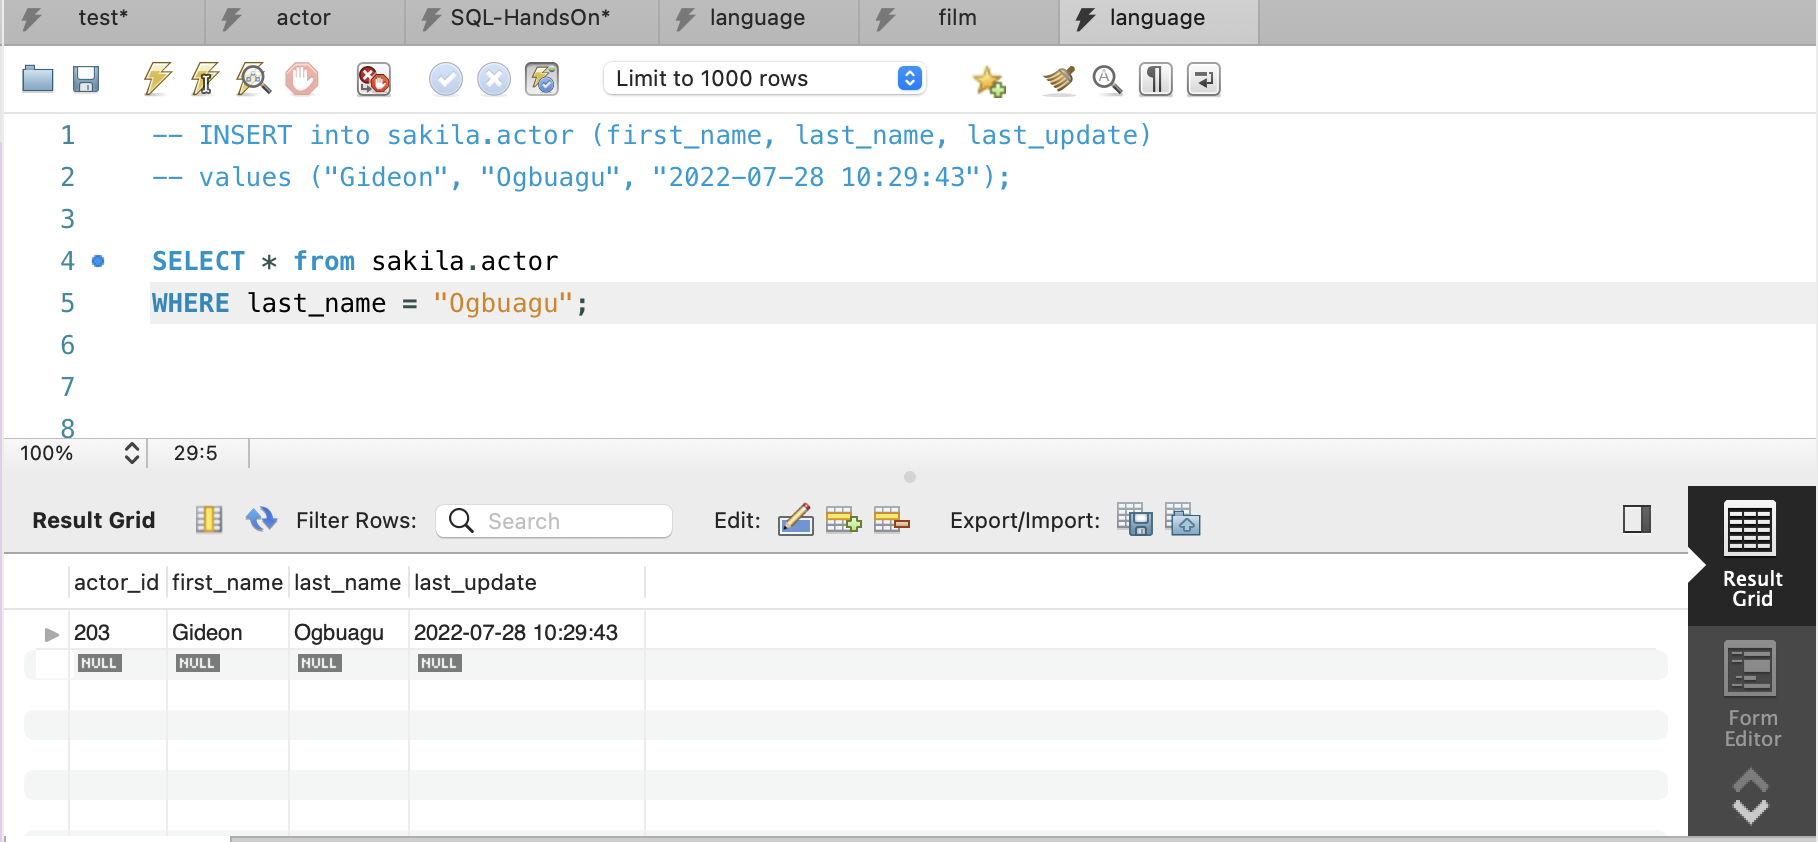 test*
actor
SQL-HandsOn*
language
film
language
Limit to 1000 rows
1 -- INSERT into sakila.actor (first_name, last_name, last_update)
2 -- values ("Gideon", "Ogbuagu", "2022-07-28 10:29:43");
3
4 SELECT * from sakila.actor
5 WHERE last_name = "Ogbuagu";
6
7
8
100% 29:5
Result Grid Filter Rows: Search Edit: Export/Import:
actor_id first_name last_name last_update
203 Gideon Ogbuagu 2022-07-28 10:29:43
NULL NULL NULL NULL
Result
Grid
Form
Editor